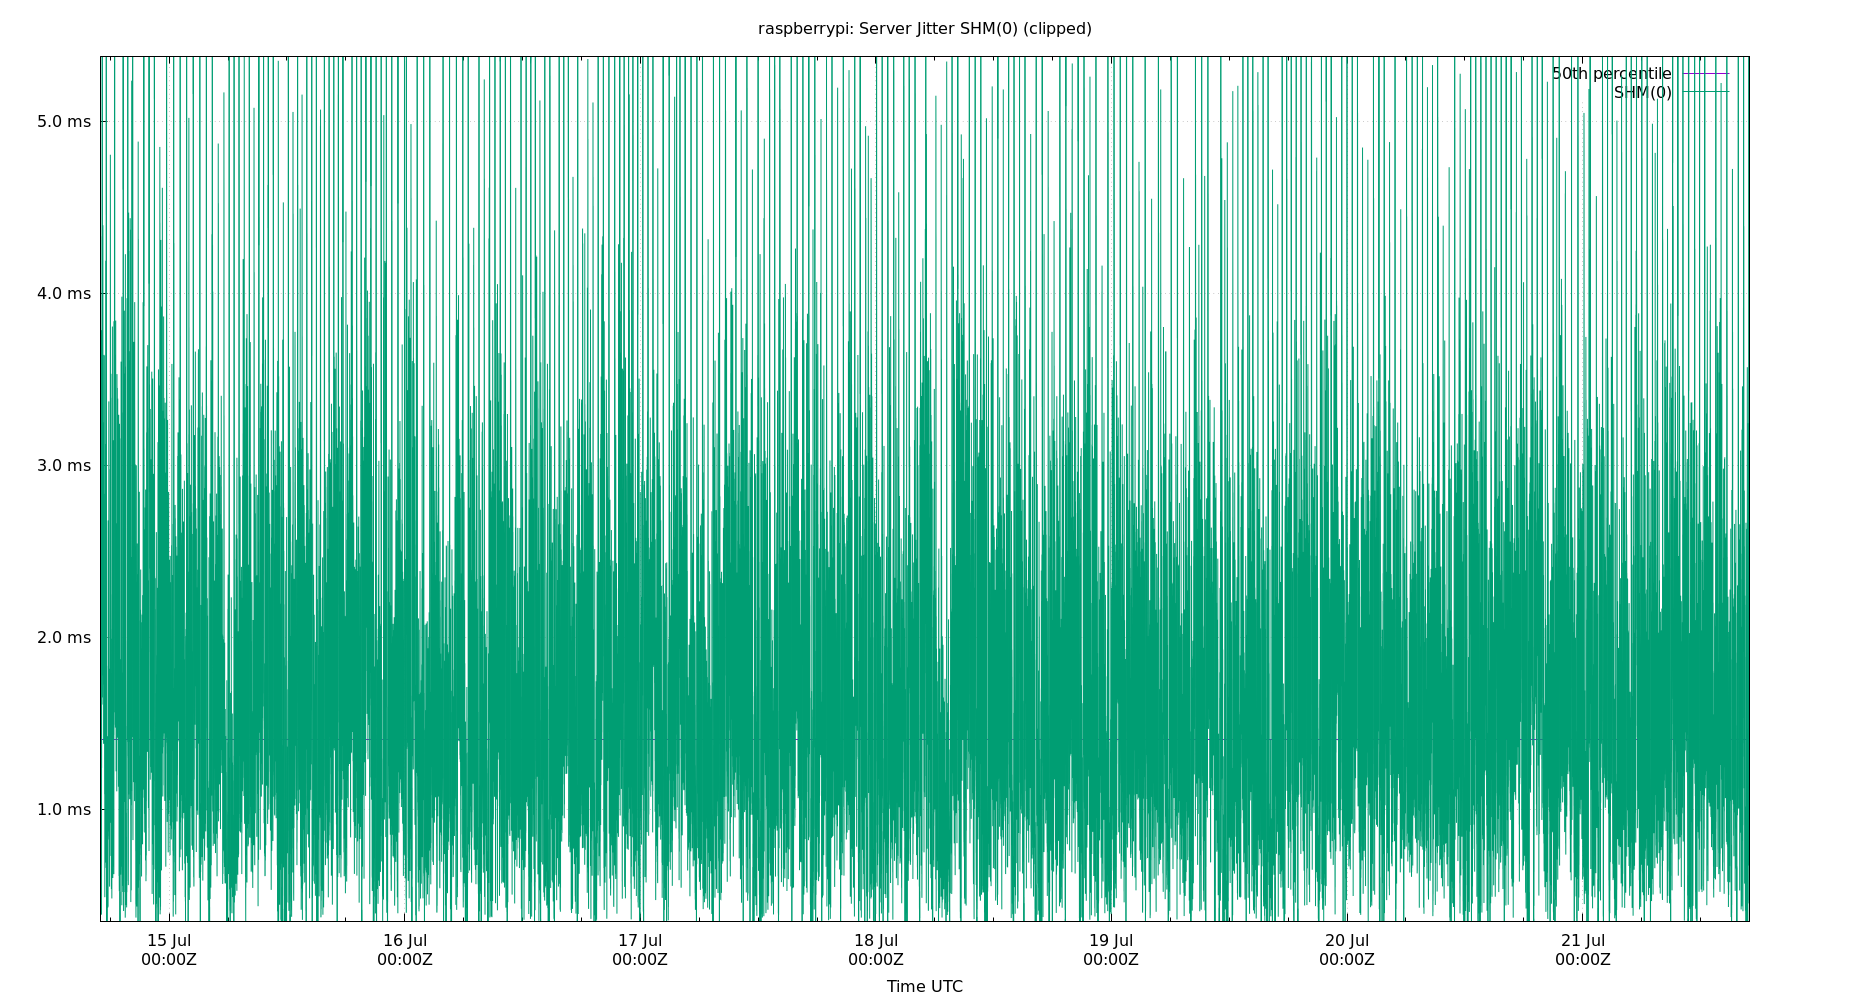 raspberrypi: Server Jitter SHM(0) (clipped)
50th percentile
SHM(0)
5.0 ms
4.0 ms
3.0 ms
2.0 ms
1.0 ms
15 Jul 16 Jul 17 Jul 18 Jul 19 Jul 20 Jul 21 Jul
00:00Z 00:00Z 00:00Z 00:00Z 00:00Z 00:00Z 00:00Z
Time UTC